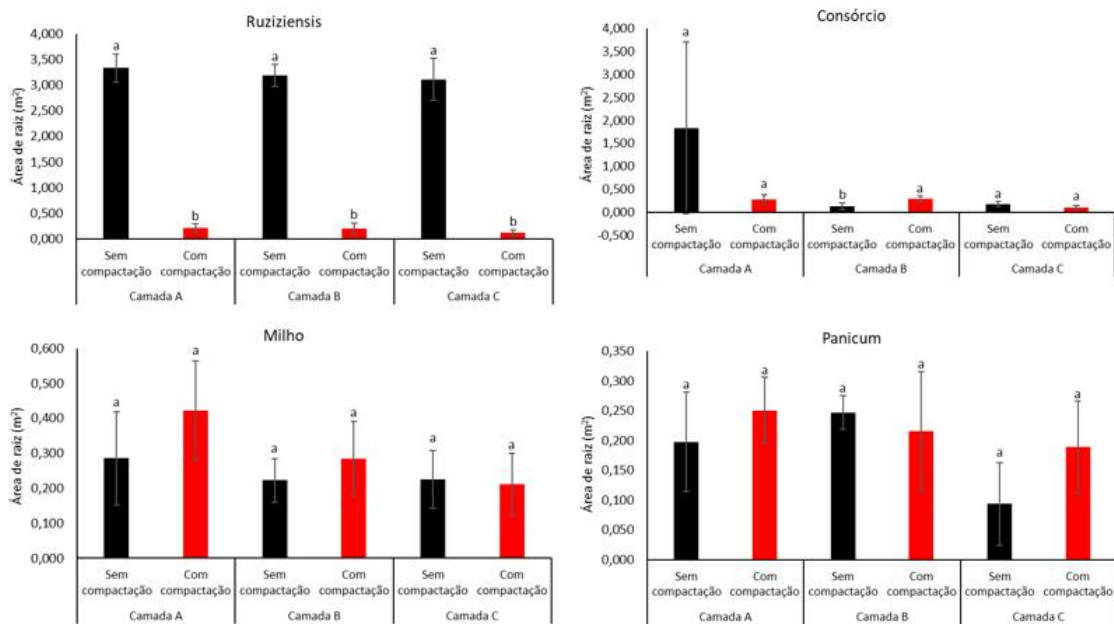 Ruziziensis
Área de raiz (m²)
4,000
3,500
3,000
2,500
2,000
1,500
1,000
0,500
0,000
a
b
a
b
a
b
Sem compactação
Com compactação
Sem compactação
Com compactação
Sem compactação
Com compactação
Camada A
Camada B
Camada C
Consórcio
Área de raiz (m²)
4,000
3,500
3,000
2,500
2,000
1,500
1,000
0,500
0,000
-0,500
a
a
b
a
a
a
Sem compactação
Com compactação
Sem compactação
Com compactação
Sem compactação
Com compactação
Camada A
Camada B
Camada C
Milho
Área de raiz (m²)
0,600
0,500
0,400
0,300
0,200
0,100
0,000
a
a
a
a
a
a
Sem compactação
Com compactação
Sem compactação
Com compactação
Sem compactação
Com compactação
Camada A
Camada B
Camada C
Panicum
Área de raiz (m²)
0,350
0,300
0,250
0,200
0,150
0,100
0,050
0,000
a
a
a
a
a
a
Sem compactação
Com compactação
Sem compactação
Com compactação
Sem compactação
Com compactação
Camada A
Camada B
Camada C